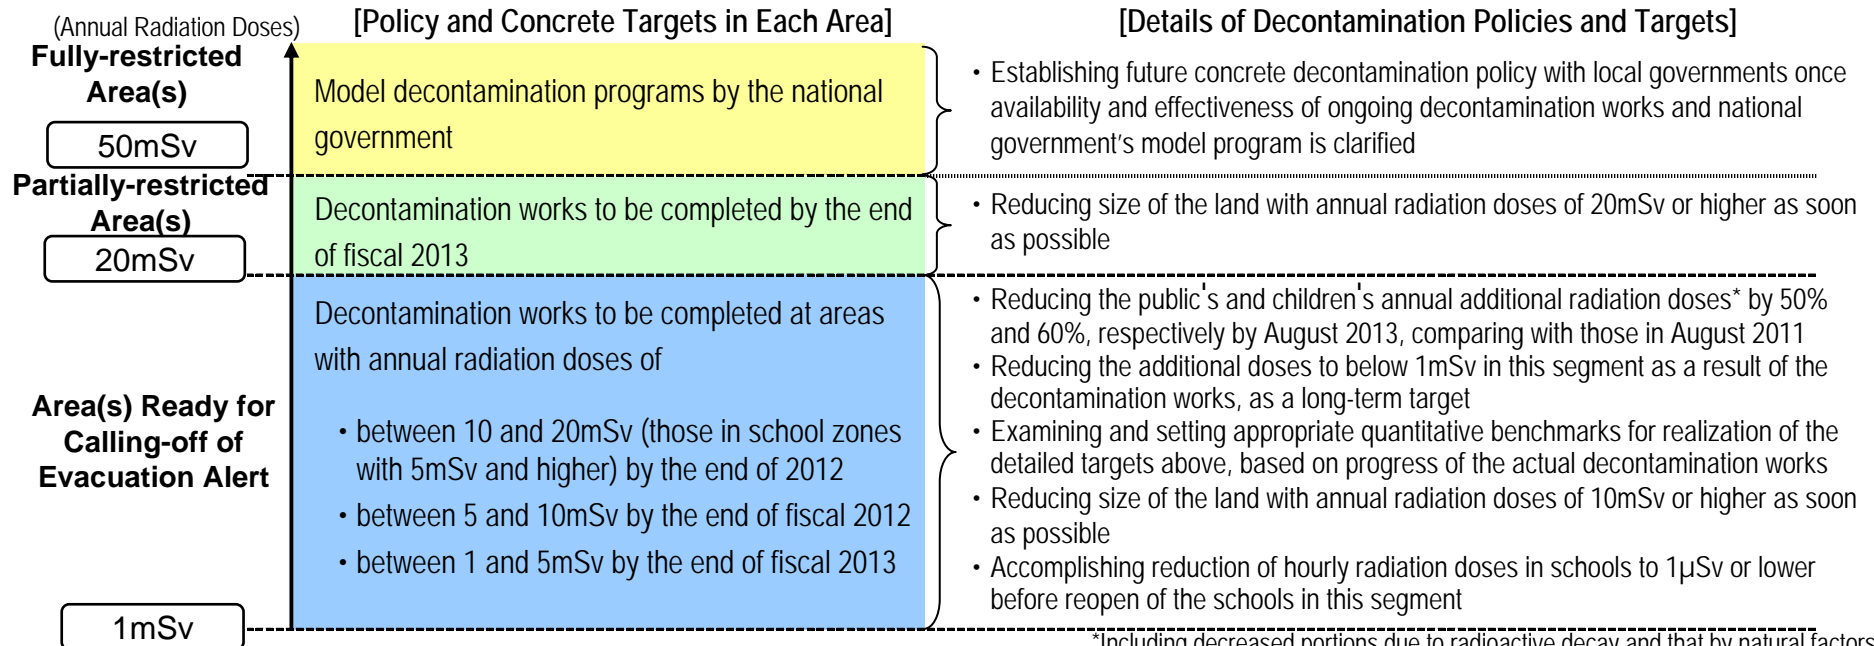 (Annual Radiation Doses)
[Policy and Concrete Targets in Each Area]
[Details of Decontamination Policies and Targets]
Fully-restricted
Area(s)
50mSv
Model decontamination programs by the national
government
• Establishing future concrete decontamination policy with local governments once
availability and effectiveness of ongoing decontamination works and national
government's model program is clarified
Partially-restricted
Area(s)
20mSv
Decontamination works to be completed by the end
of fiscal 2013
• Reducing size of the land with annual radiation doses of 20mSv or higher as soon
as possible
Area(s) Ready for
Calling-off of
Evacuation Alert
1mSv
Decontamination works to be completed at areas
with annual radiation doses of
• between 10 and 20mSv (those in school zones
with 5mSv and higher) by the end of 2012
• between 5 and 10mSv by the end of fiscal 2012
• between 1 and 5mSv by the end of fiscal 2013
• Reducing the public's and children's annual additional radiation doses* by 50%
and 60%, respectively by August 2013, comparing with those in August 2011
• Reducing the additional doses to below 1mSv in this segment as a result of the
decontamination works, as a long-term target
• Examining and setting appropriate quantitative benchmarks for realization of the
detailed targets above, based on progress of the actual decontamination works
• Reducing size of the land with annual radiation doses of 10mSv or higher as soon
as possible
• Accomplishing reduction of hourly radiation doses in schools to 1μSv or lower
before reopen of the schools in this segment
*Including decreased portions due to radioactive decay and that by natural factors